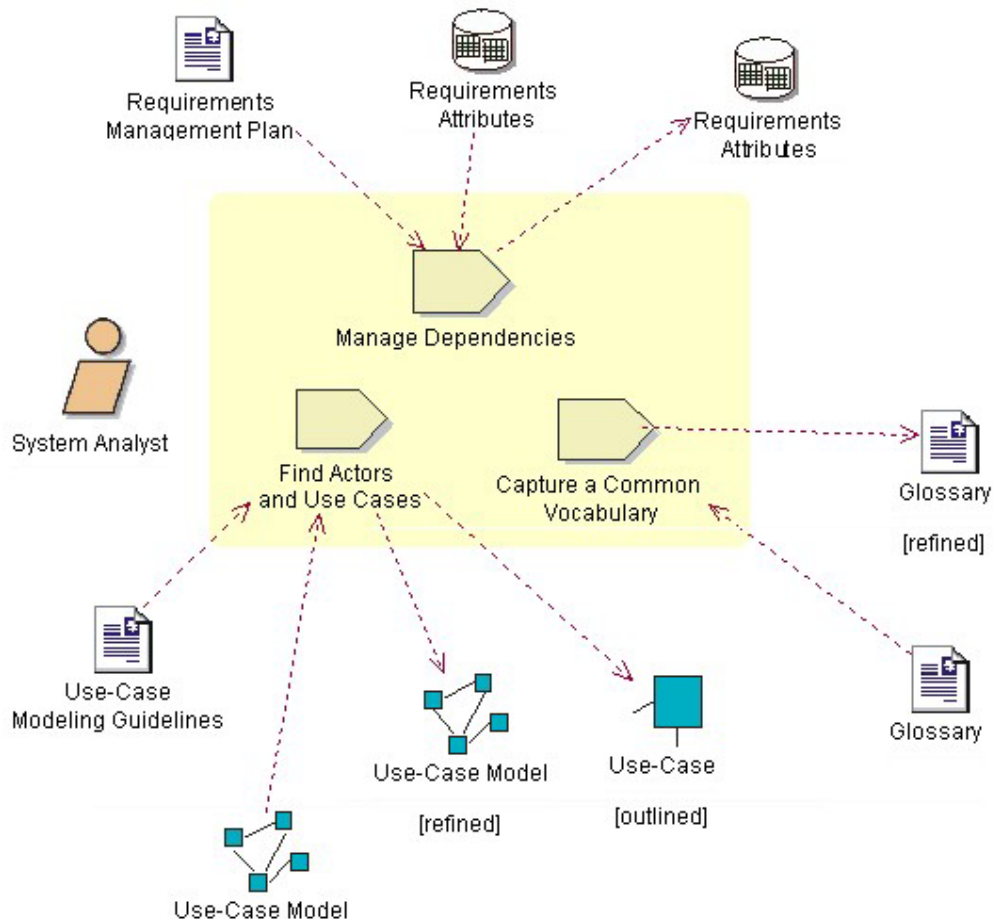 Requirements
Management Plan
Requirements
Attributes
Requirements
Attributes
Manage Dependencies
System Analyst
Find Actors
and Use Cases
Capture a Common
Vocabulary
Glossary
[refined]
Use-Case
Modeling Guidelines
Use-Case Model
[refined]
Use-Case
[outlined]
Glossary
Use-Case Model